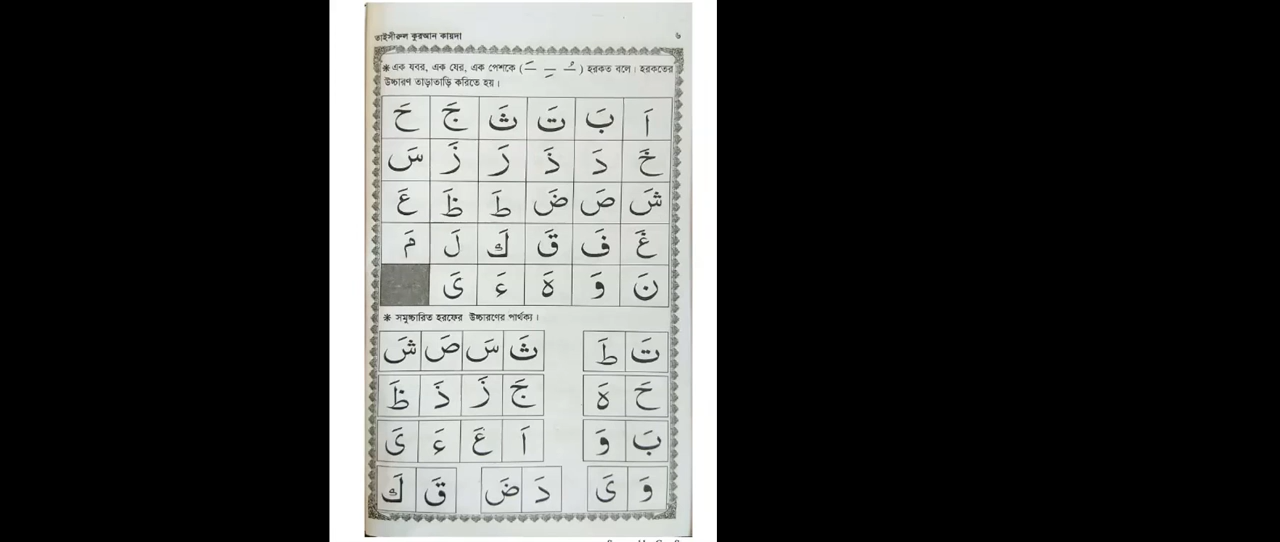 তাইসীরুল কুরআন কায়দা ৬
※ এক যবর, এক যের, এক পেশকে ( ـَ ـِ ـُ ) হরকত বলে। হরকতের
উচ্চারণ তাড়াতাড়ি করিতে হয়।
اَ بَ تَ ثَ جَ حَ
خَ دَ ذَ رَ زَ سَ
شَ صَ ضَ طَ ظَ عَ
غَ فَ قَ كَ لَ مَ
نَ وَ هَ ءَ ىَ
※ সমুচ্চারিত হরফের উচ্চারণের পার্থক্য।
تَ طَ ثَ سَ صَ شَ
حَ هَ جَ زَ ذَ ظَ
بَ وَ اَ عَ ءَ ىَ
وَ ىَ دَ ضَ قَ كَ